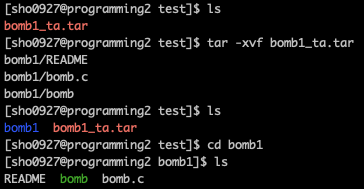 [sho0927@programming2 test]$ ls
bomb1_ta.tar
[sho0927@programming2 test]$ tar -xvf bomb1_ta.tar
bomb1/README
bomb1/bomb.c
bomb1/bomb
[sho0927@programming2 test]$ ls
bomb1  bomb1_ta.tar
[sho0927@programming2 test]$ cd bomb1
[sho0927@programming2 bomb1]$ ls
README  bomb  bomb.c